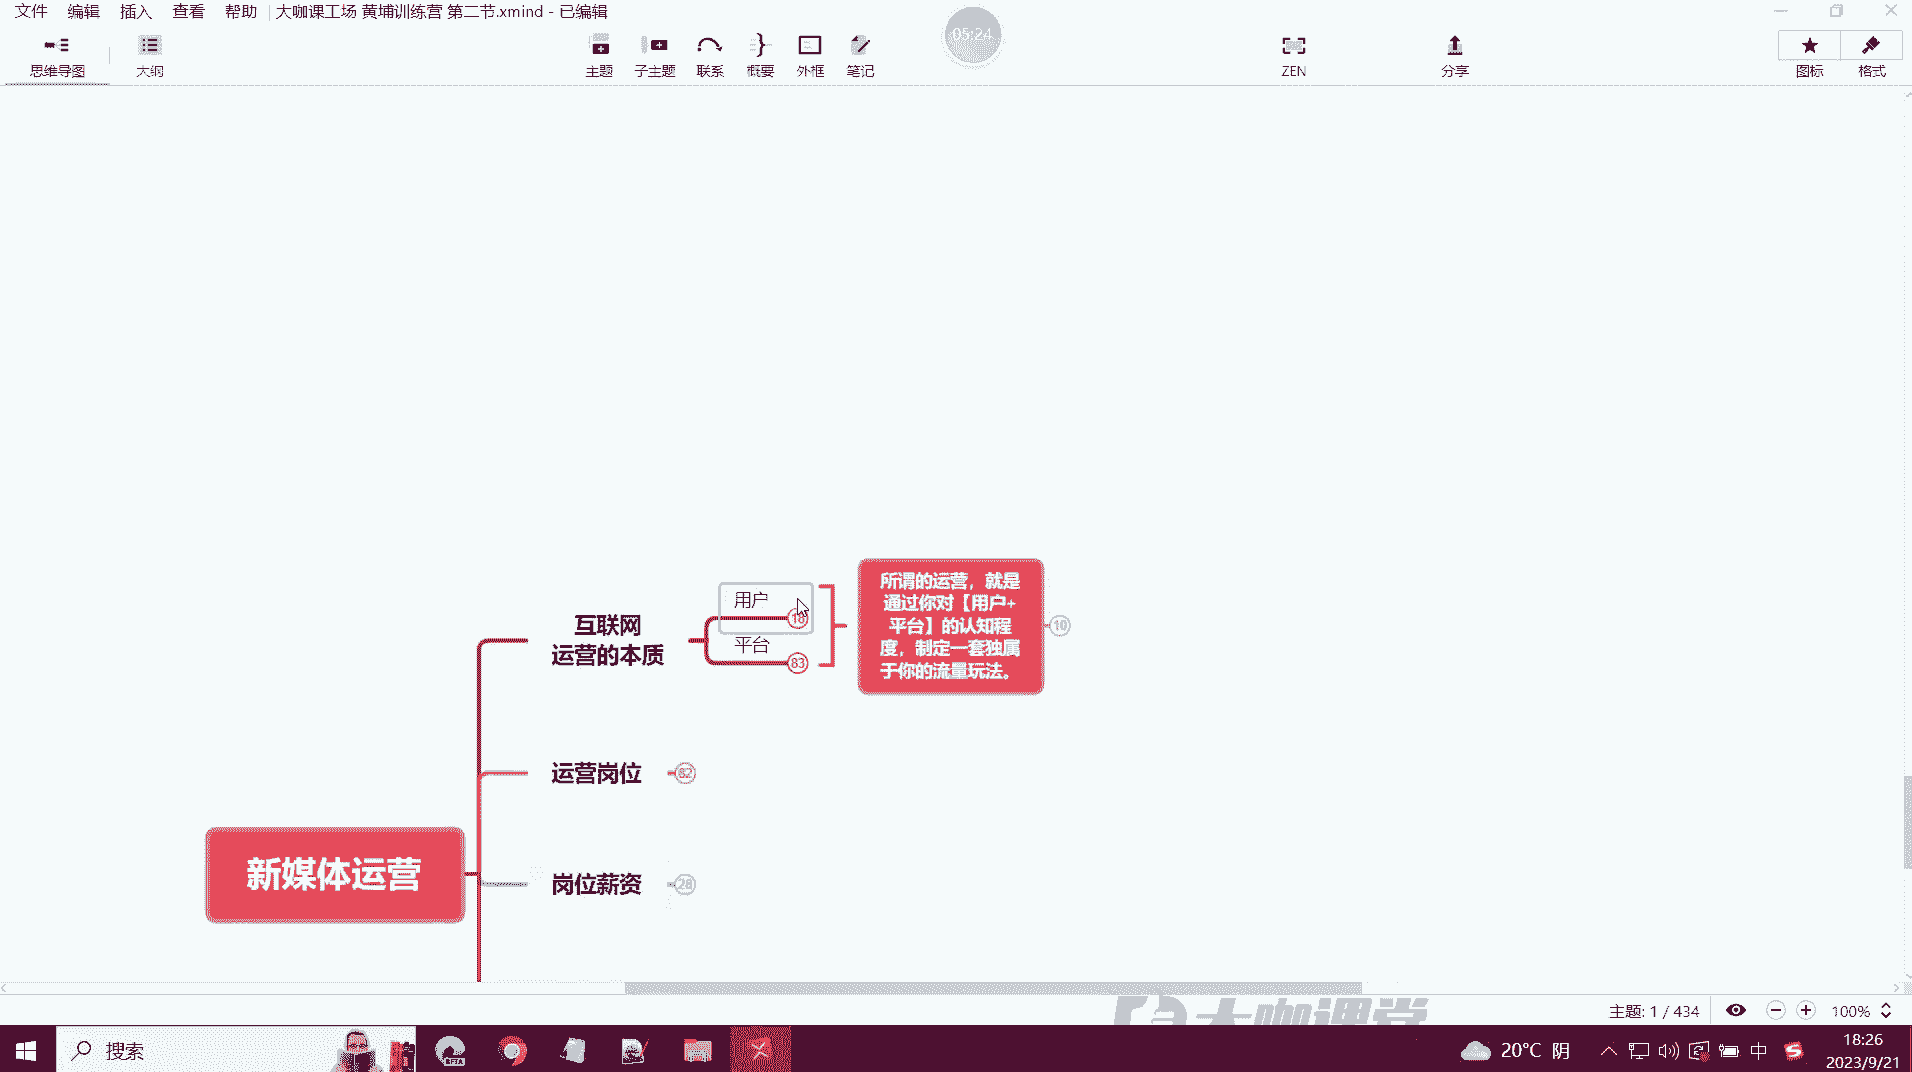 文件 编辑 插入 查看 帮助 大咖课工场 黄埔训练营 第二节.xmind - 已编辑
05:24
思维导图 大纲 主题 子主题 联系 概要 外框 笔记 ZEN 分享 图标 格式
所谓的运营，就是
通过你对【用户+
平台】的认知程
度，制定一套独属
于你的流量玩法。
用户
18
平台
83
10
互联网
运营的本质
运营岗位
82
新媒体运营
岗位薪资
28
大咖课堂
主题: 1 / 434 100%
搜索
BETA
20°C 阴
中
18:26
2023/9/21